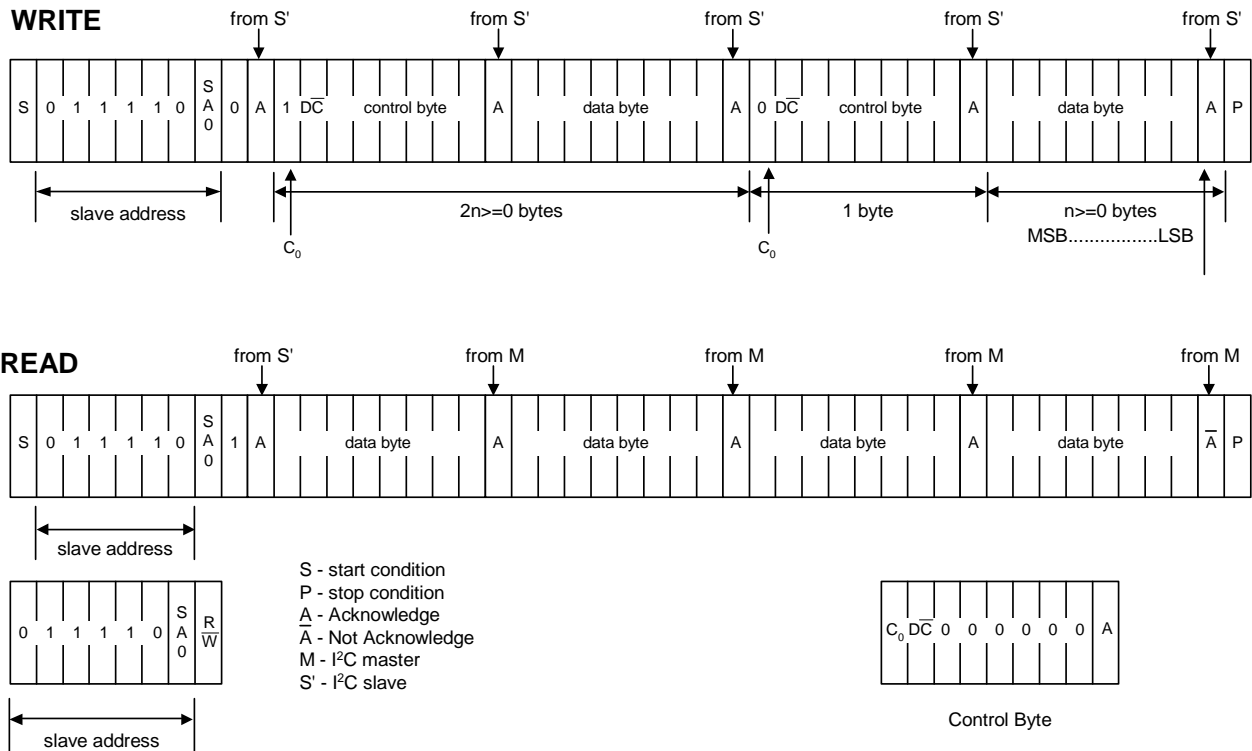 WRITE
from S' from S' from S' from S' from S'
S 0 1 1 1 1 0 SA0 0 A 1 DC̅ control byte A data byte A 0 DC̅ control byte A data byte A P
slave address 2n>=0 bytes 1 byte n>=0 bytes
MSB..................LSB
C₀ C₀
READ
from S' from M from M from M from M
S 0 1 1 1 1 0 SA0 1 A data byte A data byte A data byte A data byte A̅ P
slave address
0 1 1 1 1 0 SA0 R/W̅
slave address
S - start condition
P - stop condition
A - Acknowledge
A̅ - Not Acknowledge
M - I²C master
S' - I²C slave
C₀ DC̅ 0 0 0 0 0 0 A
Control Byte